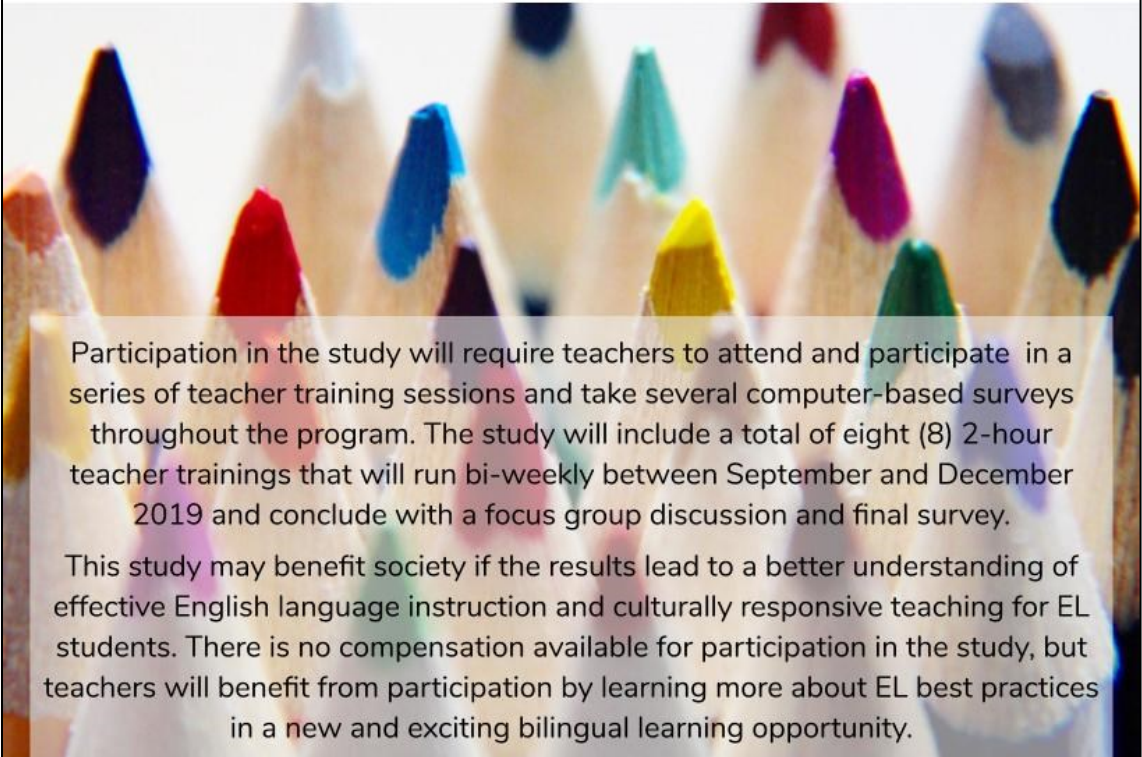 Participation in the study will require teachers to attend and participate in a
series of teacher training sessions and take several computer-based surveys
throughout the program. The study will include a total of eight (8) 2-hour
teacher trainings that will run bi-weekly between September and December
2019 and conclude with a focus group discussion and final survey.
This study may benefit society if the results lead to a better understanding of
effective English language instruction and culturally responsive teaching for EL
students. There is no compensation available for participation in the study, but
teachers will benefit from participation by learning more about EL best practices
in a new and exciting bilingual learning opportunity.